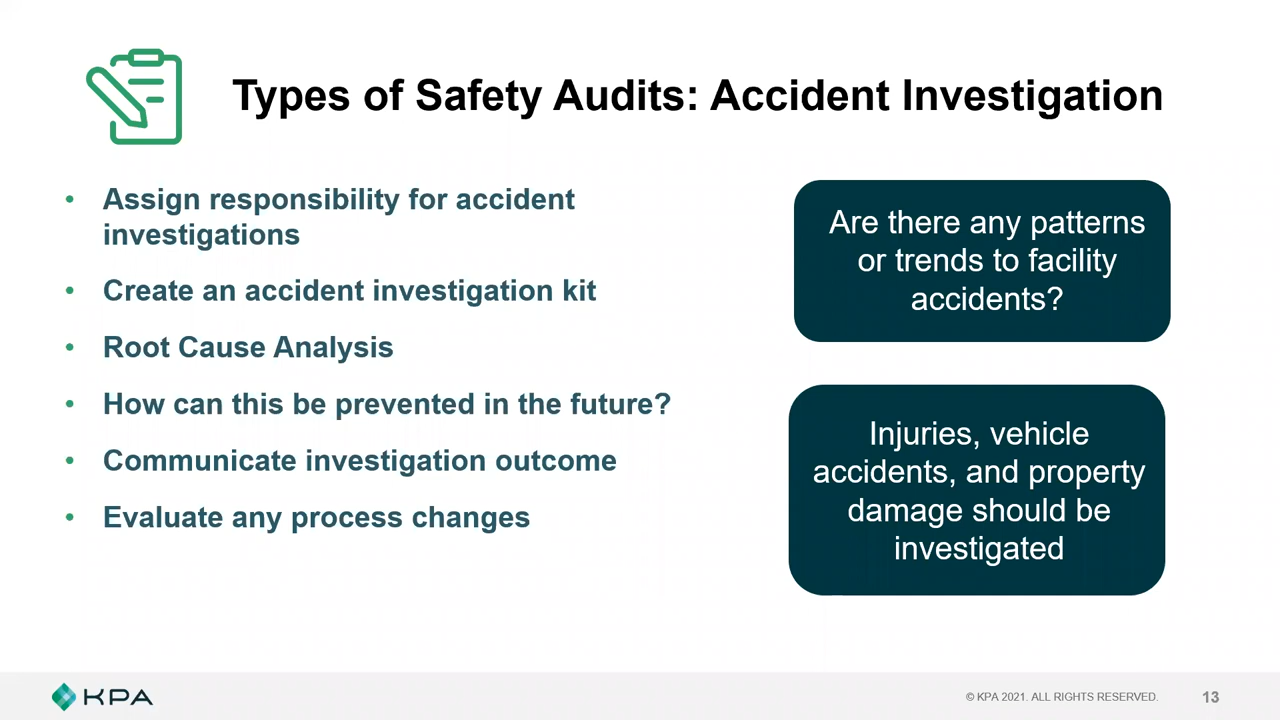 Types of Safety Audits: Accident Investigation
• Assign responsibility for accident
investigations
• Create an accident investigation kit
• Root Cause Analysis
• How can this be prevented in the future?
• Communicate investigation outcome
• Evaluate any process changes
Are there any patterns
or trends to facility
accidents?
Injuries, vehicle
accidents, and property
damage should be
investigated
KPA
© KPA 2021. ALL RIGHTS RESERVED.
13